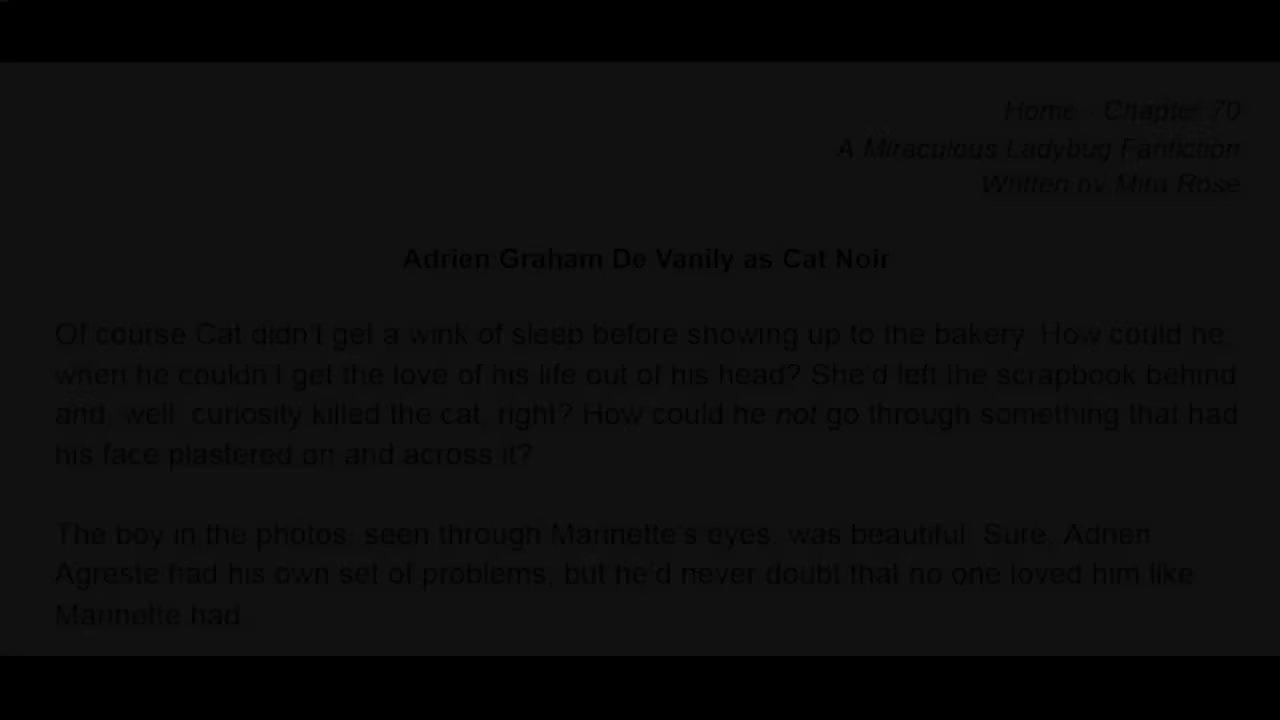 Home - Chapter 70
A Miraculous Ladybug Fanfiction
Written by Mira Rose
Adrien Graham De Vanily as Cat Noir
Of course Cat didn't get a wink of sleep before showing up to the bakery. How could he,
when he couldn't get the love of his life out of his head? She'd left the scrapbook behind
and, well, curiosity killed the cat, right? How could he not go through something that had
his face plastered on and across it?
The boy in the photos, seen through Marinette's eyes, was beautiful. Sure, Adrien
Agreste had his own set of problems, but he'd never doubt that no one loved him like
Marinette had.